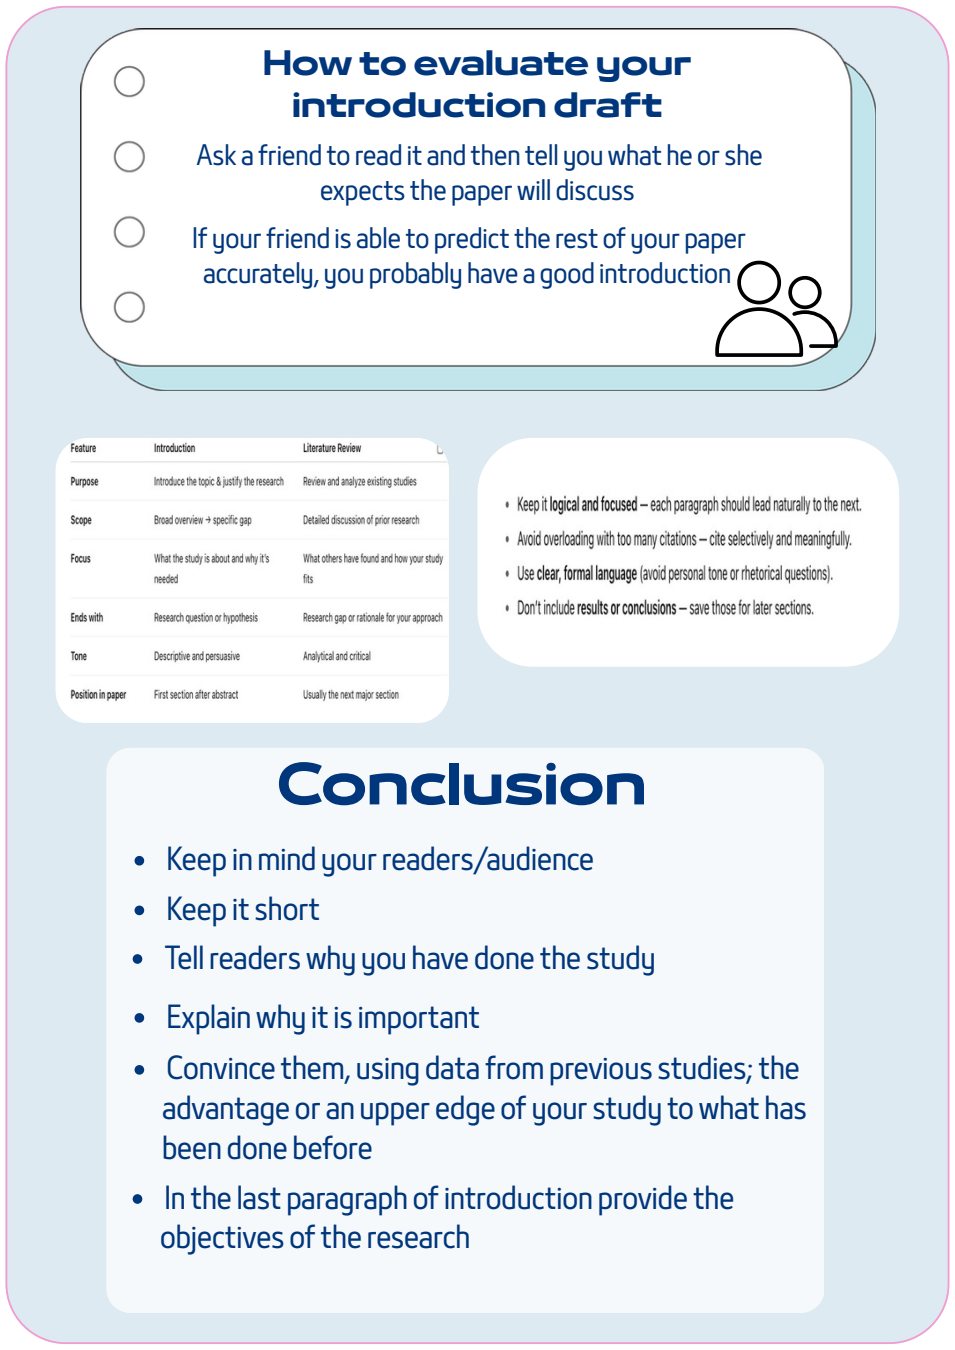 How to evaluate your
introduction draft
Ask a friend to read it and then tell you what he or she
expects the paper will discuss
If your friend is able to predict the rest of your paper
accurately, you probably have a good introduction
Feature Introduction Literature Review
Purpose Introduce the topic & justify the research Review and analyze existing studies
Scope Broad overview → specific gap Detailed discussion of prior research
Focus What the study is about and why it's What others have found and how your study
needed fits
Ends with Research question or hypothesis Research gap or rationale for your approach
Tone Descriptive and persuasive Analytical and critical
Position in paper First section after abstract Usually the next major section
• Keep it logical and focused – each paragraph should lead naturally to the next.
• Avoid overloading with too many citations – cite selectively and meaningfully.
• Use clear, formal language (avoid personal tone or rhetorical questions).
• Don't include results or conclusions – save those for later sections.
Conclusion
• Keep in mind your readers/audience
• Keep it short
• Tell readers why you have done the study
• Explain why it is important
• Convince them, using data from previous studies; the
advantage or an upper edge of your study to what has
been done before
• In the last paragraph of introduction provide the
objectives of the research